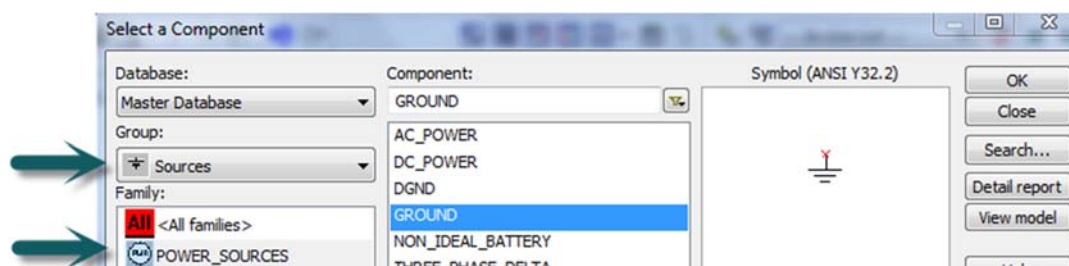 Select a Component
Database:
Master Database
Group:
Sources
Family:
All <All families>
POWER_SOURCES
Component:
GROUND
AC_POWER
DC_POWER
DGND
GROUND
NON_IDEAL_BATTERY
THREE_PHASE_DELTA
Symbol (ANSI Y32.2)
OK
Close
Search...
Detail report
View model